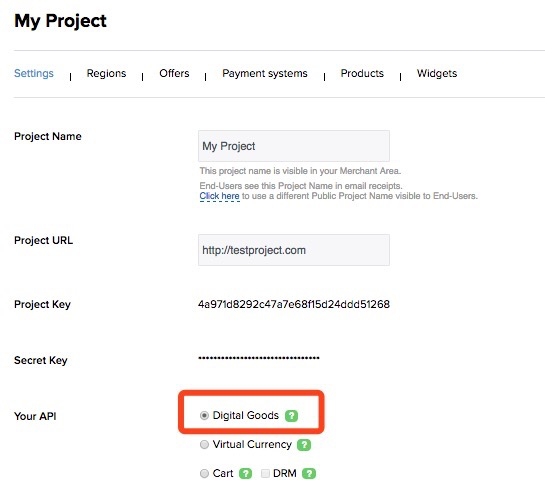 My Project
Settings | Regions | Offers | Payment systems | Products | Widgets
Project Name
My Project
This project name is visible in your Merchant Area.
End-Users see this Project Name in email receipts.
Click here to use a different Public Project Name visible to End-Users.
Project URL
http://testproject.com
Project Key
4a971d8292c47a7e68f15d24ddd51268
Secret Key
••••••••••••••••••••••••••••••••
Your API
Digital Goods ?
Virtual Currency ?
Cart ? DRM ?